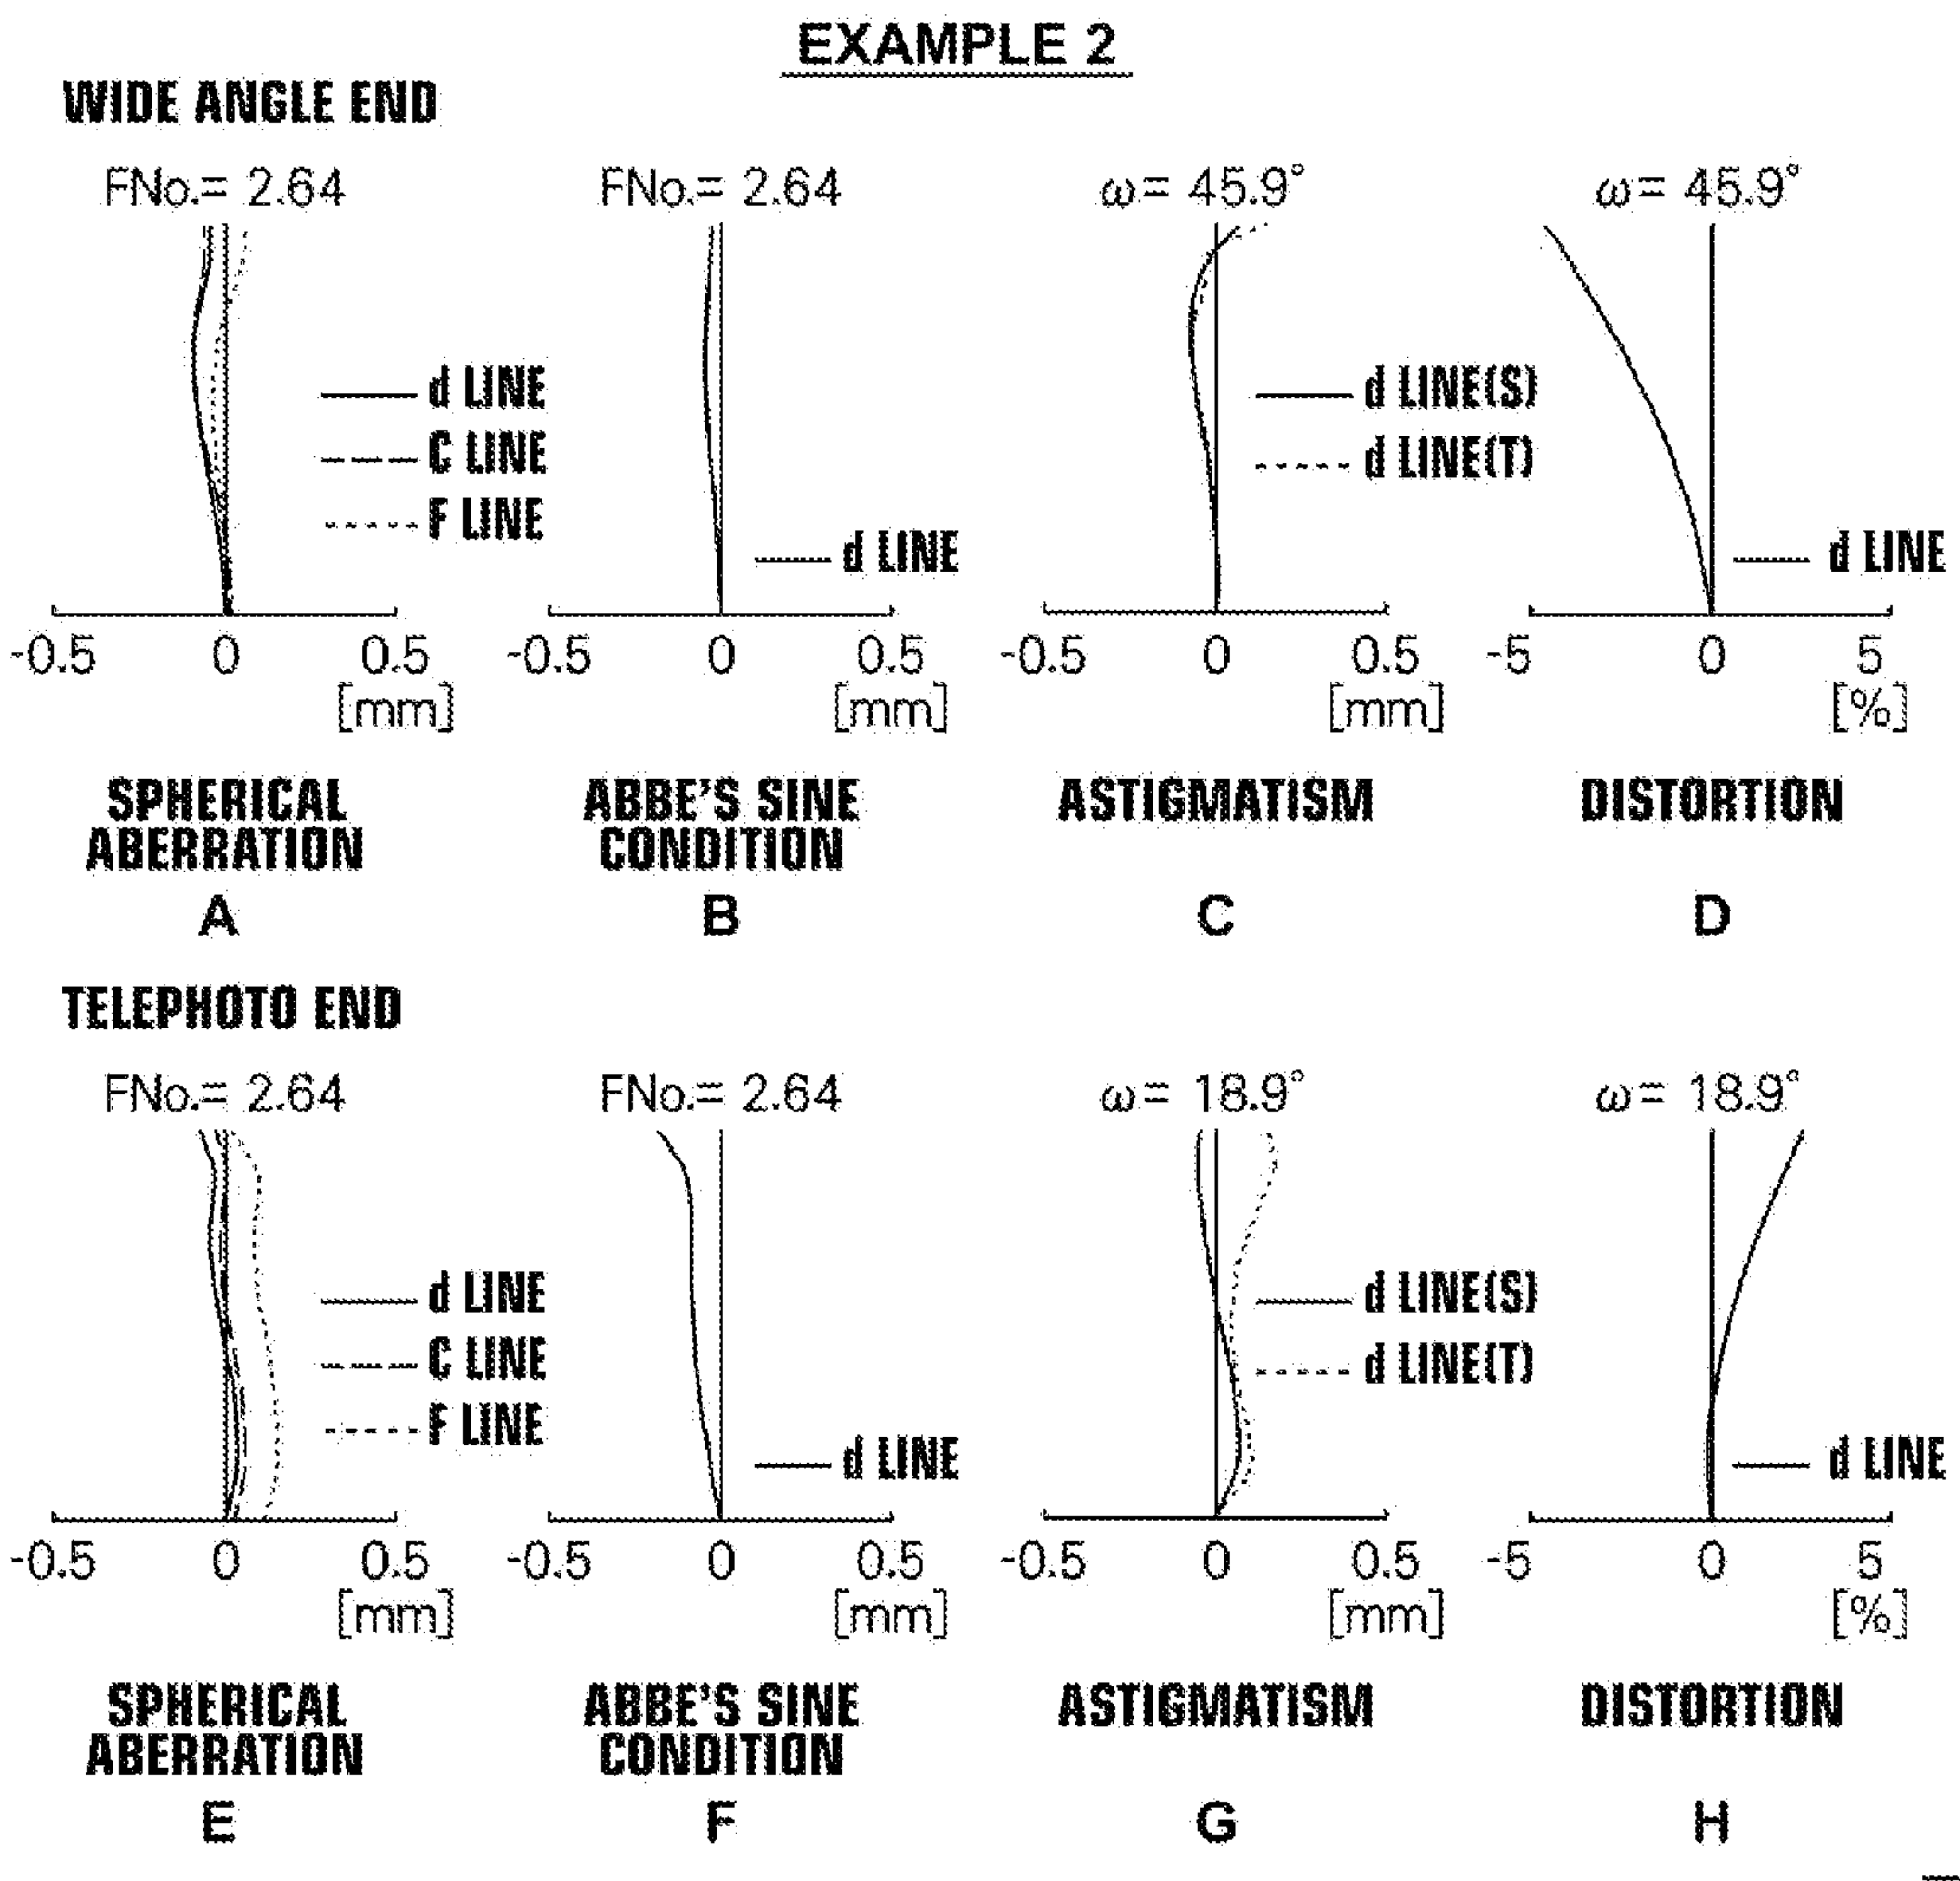 EXAMPLE 2
WIDE ANGLE END
FNo.= 2.64
FNo.= 2.64
ω= 45.9°
ω= 45.9°
d LINE
C LINE
F LINE
d LINE
d LINE(S)
d LINE(T)
d LINE
-0.5 0 0.5
[mm]
-0.5 0 0.5
[mm]
-0.5 0 0.5
[mm]
-5 0 5
[%]
SPHERICAL
ABERRATION
A
ABBE'S SINE
CONDITION
B
ASTIGMATISM
C
DISTORTION
D
TELEPHOTO END
FNo.= 2.64
FNo.= 2.64
ω= 18.9°
ω= 18.9°
d LINE
C LINE
F LINE
d LINE
d LINE(S)
d LINE(T)
d LINE
-0.5 0 0.5
[mm]
-0.5 0 0.5
[mm]
-0.5 0 0.5
[mm]
-5 0 5
[%]
SPHERICAL
ABERRATION
E
ABBE'S SINE
CONDITION
F
ASTIGMATISM
G
DISTORTION
H